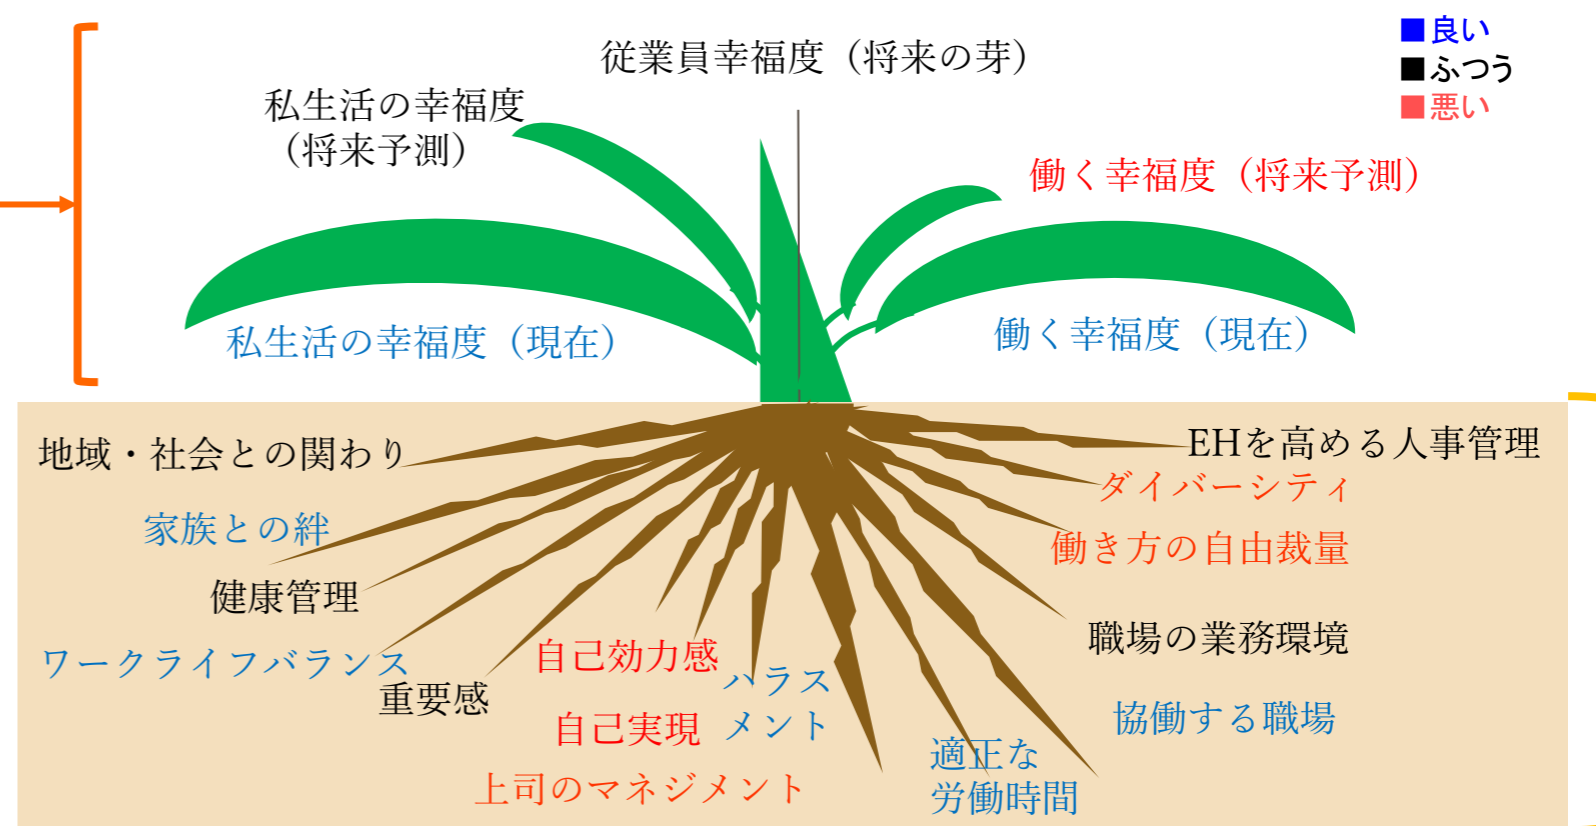 従業員幸福度（将来の芽）
■良い
■ふつう
■悪い
私生活の幸福度
（将来予測）
働く幸福度（将来予測）
私生活の幸福度（現在）
働く幸福度（現在）
地域・社会との関わり
EHを高める人事管理
ダイバーシティ
家族との絆
働き方の自由裁量
健康管理
職場の業務環境
ワークライフバランス
重要感
自己効力感
ハラス
メント
自己実現
協働する職場
上司のマネジメント
適正な
労働時間